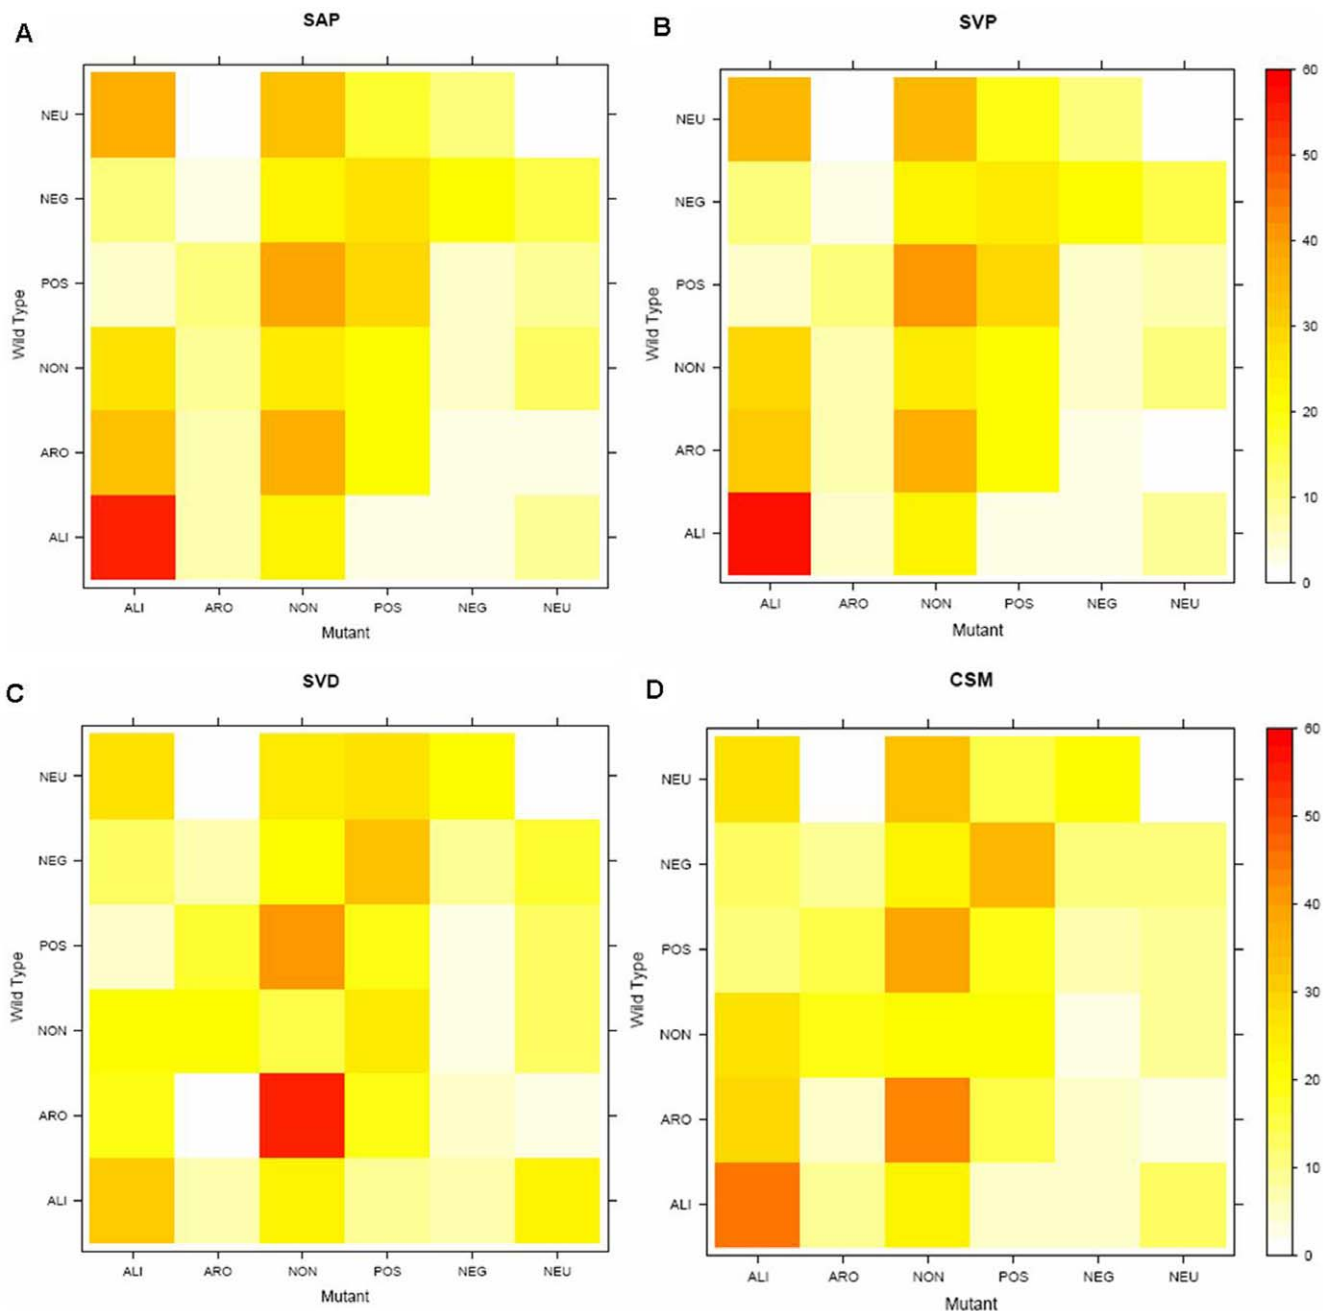 A
SAP
NEU
NEG
POS
NON
ARO
ALI
Wild Type
ALI ARO NON POS NEG NEU
Mutant
B
SVP
NEU
NEG
POS
NON
ARO
ALI
Wild Type
ALI ARO NON POS NEG NEU
Mutant
60
50
40
30
20
10
0
C
SVD
NEU
NEG
POS
NON
ARO
ALI
Wild Type
ALI ARO NON POS NEG NEU
Mutant
D
CSM
NEU
NEG
POS
NON
ARO
ALI
Wild Type
ALI ARO NON POS NEG NEU
Mutant
60
50
40
30
20
10
0